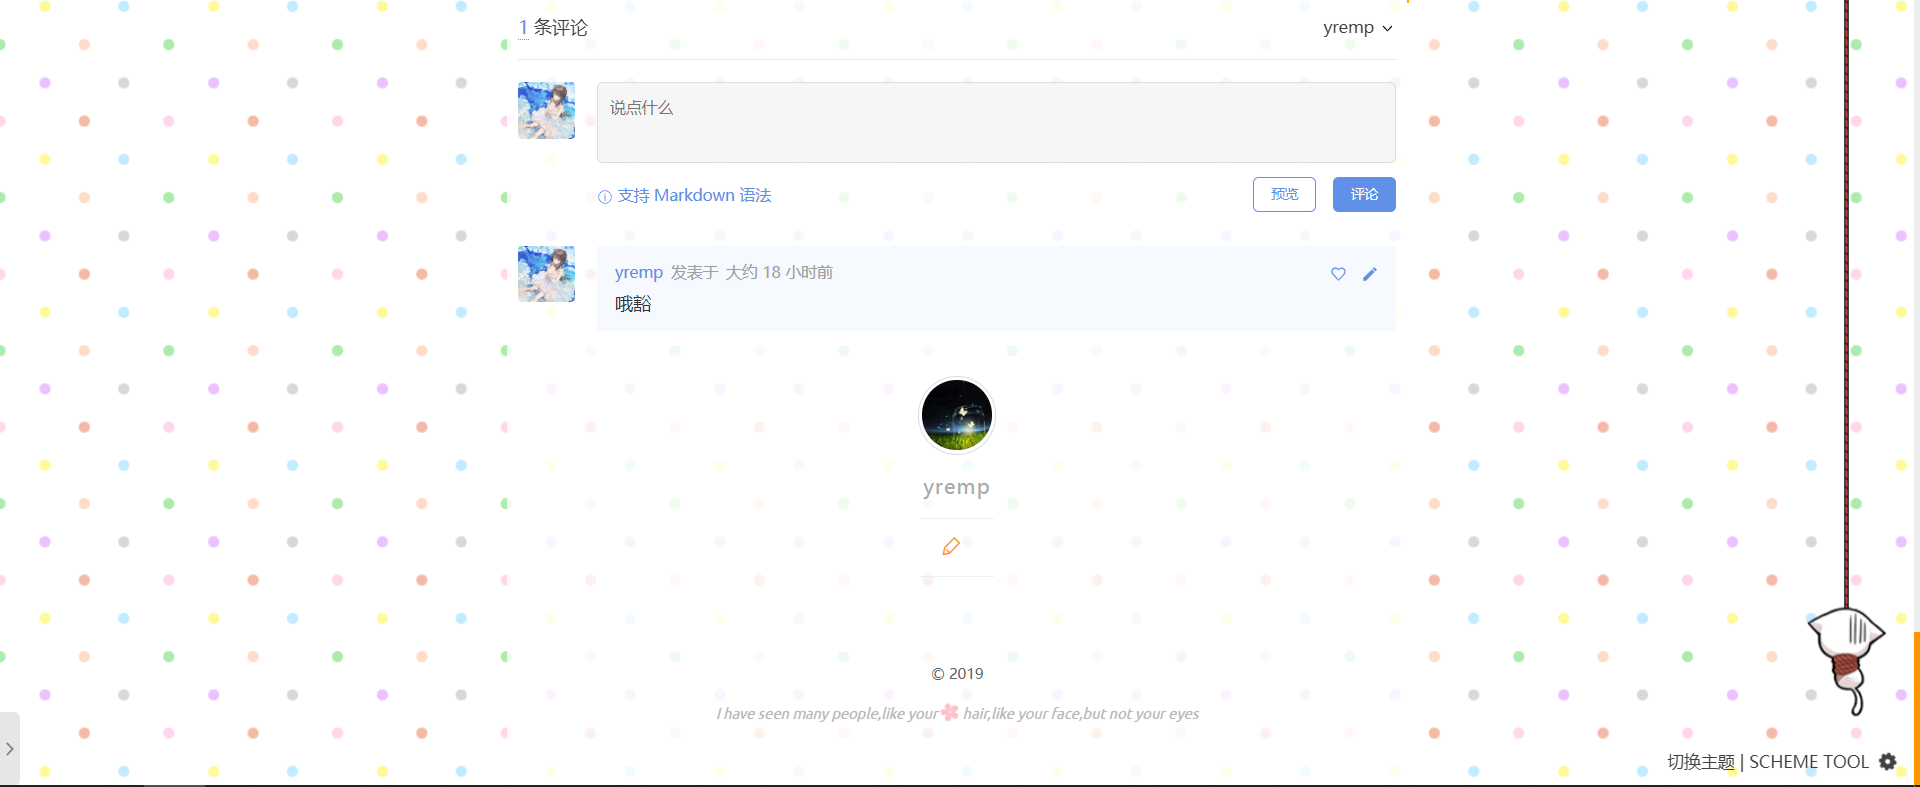 1 条评论
yremp
说点什么
支持 Markdown 语法
预览
评论
yremp 发表于 大约 18 小时前
哦豁
yremp
© 2019
I have seen many people,like your hair,like your face,but not your eyes
切换主题 | SCHEME TOOL